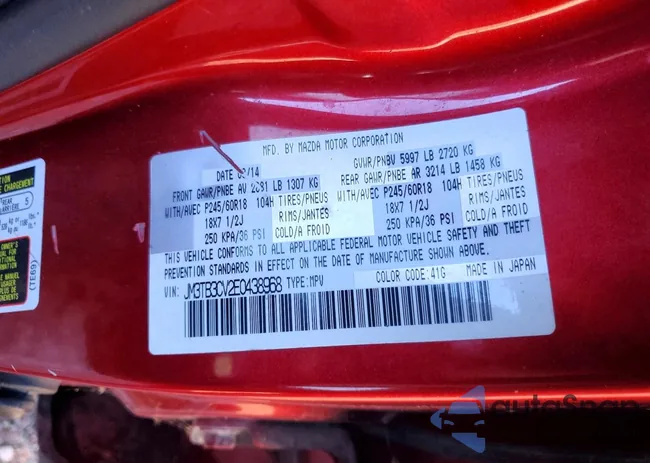 MFD. BY MAZDA MOTOR CORPORATION
DATE /14
GVWR/PNBV 5997 LB 2720 KG
FRONT GAWR/PNBE AV LB 1307 KG
REAR GAWR/PNBE AR 3214 LB 1458 KG
WITH/AVEC P245/60R18 104H TIRES/PNEUS
WITH/AVEC P245/60R18 104H TIRES/PNEUS
18X7 1/2J RIMS/JANTES
18X7 1/2J RIMS/JANTES
250 KPA/36 PSI COLD/A FROID
250 KPA/36 PSI COLD/A FROID
THIS VEHICLE CONFORMS TO ALL APPLICABLE FEDERAL MOTOR VEHICLE SAFETY AND THEFT
PREVENTION STANDARDS IN EFFECT ON THE DATE OF MANUFACTURE SHOWN ABOVE.
VIN: JM3TB3CV2E0438968 TYPE:MPV
COLOR CODE:41G MADE IN JAPAN
REAR
5
(TE69)
autoSnap